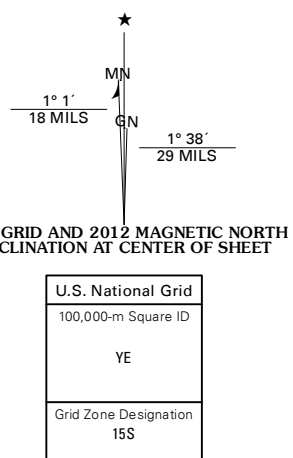 ★
MN
1° 1´
18 MILS
GN
1° 38´
29 MILS
GRID AND 2012 MAGNETIC NORTH
CLINATION AT CENTER OF SHEET
U.S. National Grid
100,000-m Square ID
YE
Grid Zone Designation
15S